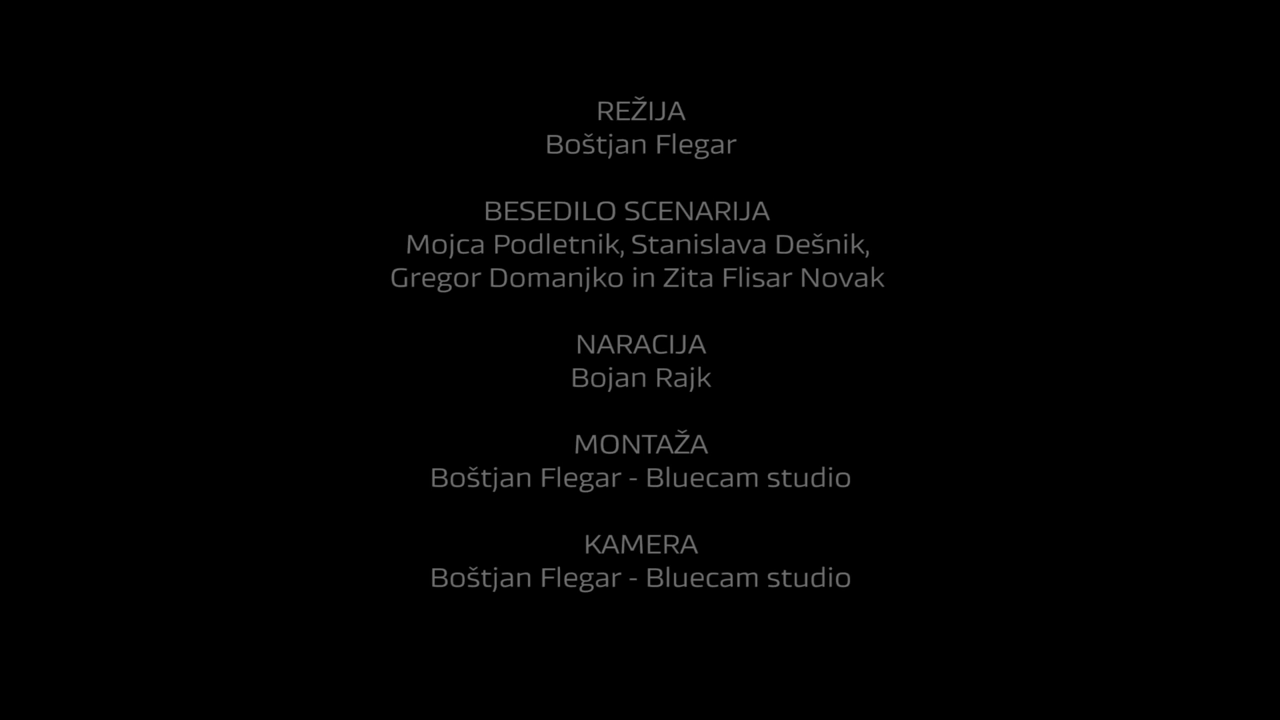 REŽIJA
Boštjan Flegar
BESEDILO SCENARIJA
Mojca Podletnik, Stanislava Dešnik,
Gregor Domanjko in Zita Flisar Novak
NARACIJA
Bojan Rajk
MONTAŽA
Boštjan Flegar - Bluecam studio
KAMERA
Boštjan Flegar - Bluecam studio